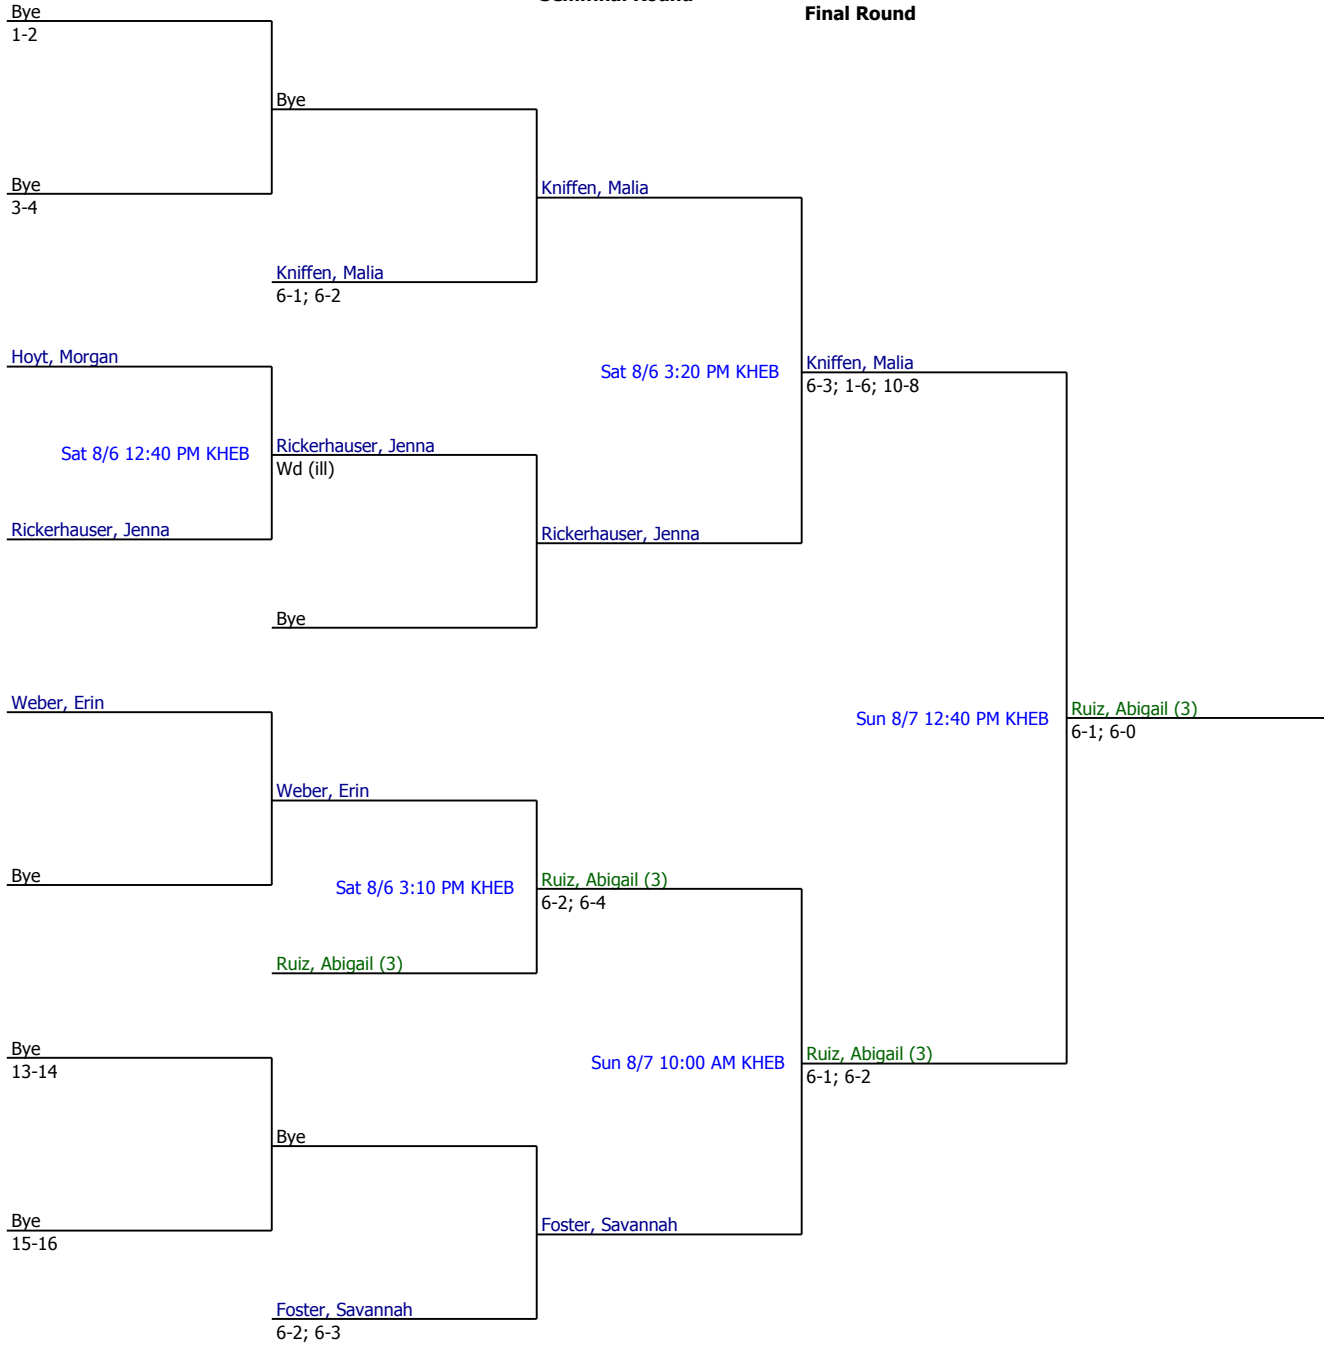 Final Round
Bye
1-2
Bye
Bye
3-4
Kniffen, Malia
Kniffen, Malia
6-1; 6-2
Hoyt, Morgan
Sat 8/6 3:20 PM KHEB
Kniffen, Malia
6-3; 1-6; 10-8
Sat 8/6 12:40 PM KHEB
Rickerhauser, Jenna
Wd (ill)
Rickerhauser, Jenna
Rickerhauser, Jenna
Bye
Weber, Erin
Sun 8/7 12:40 PM KHEB
Ruiz, Abigail (3)
6-1; 6-0
Weber, Erin
Bye
Sat 8/6 3:10 PM KHEB
Ruiz, Abigail (3)
6-2; 6-4
Ruiz, Abigail (3)
Bye
13-14
Sun 8/7 10:00 AM KHEB
Ruiz, Abigail (3)
6-1; 6-2
Bye
Bye
15-16
Foster, Savannah
Foster, Savannah
6-2; 6-3